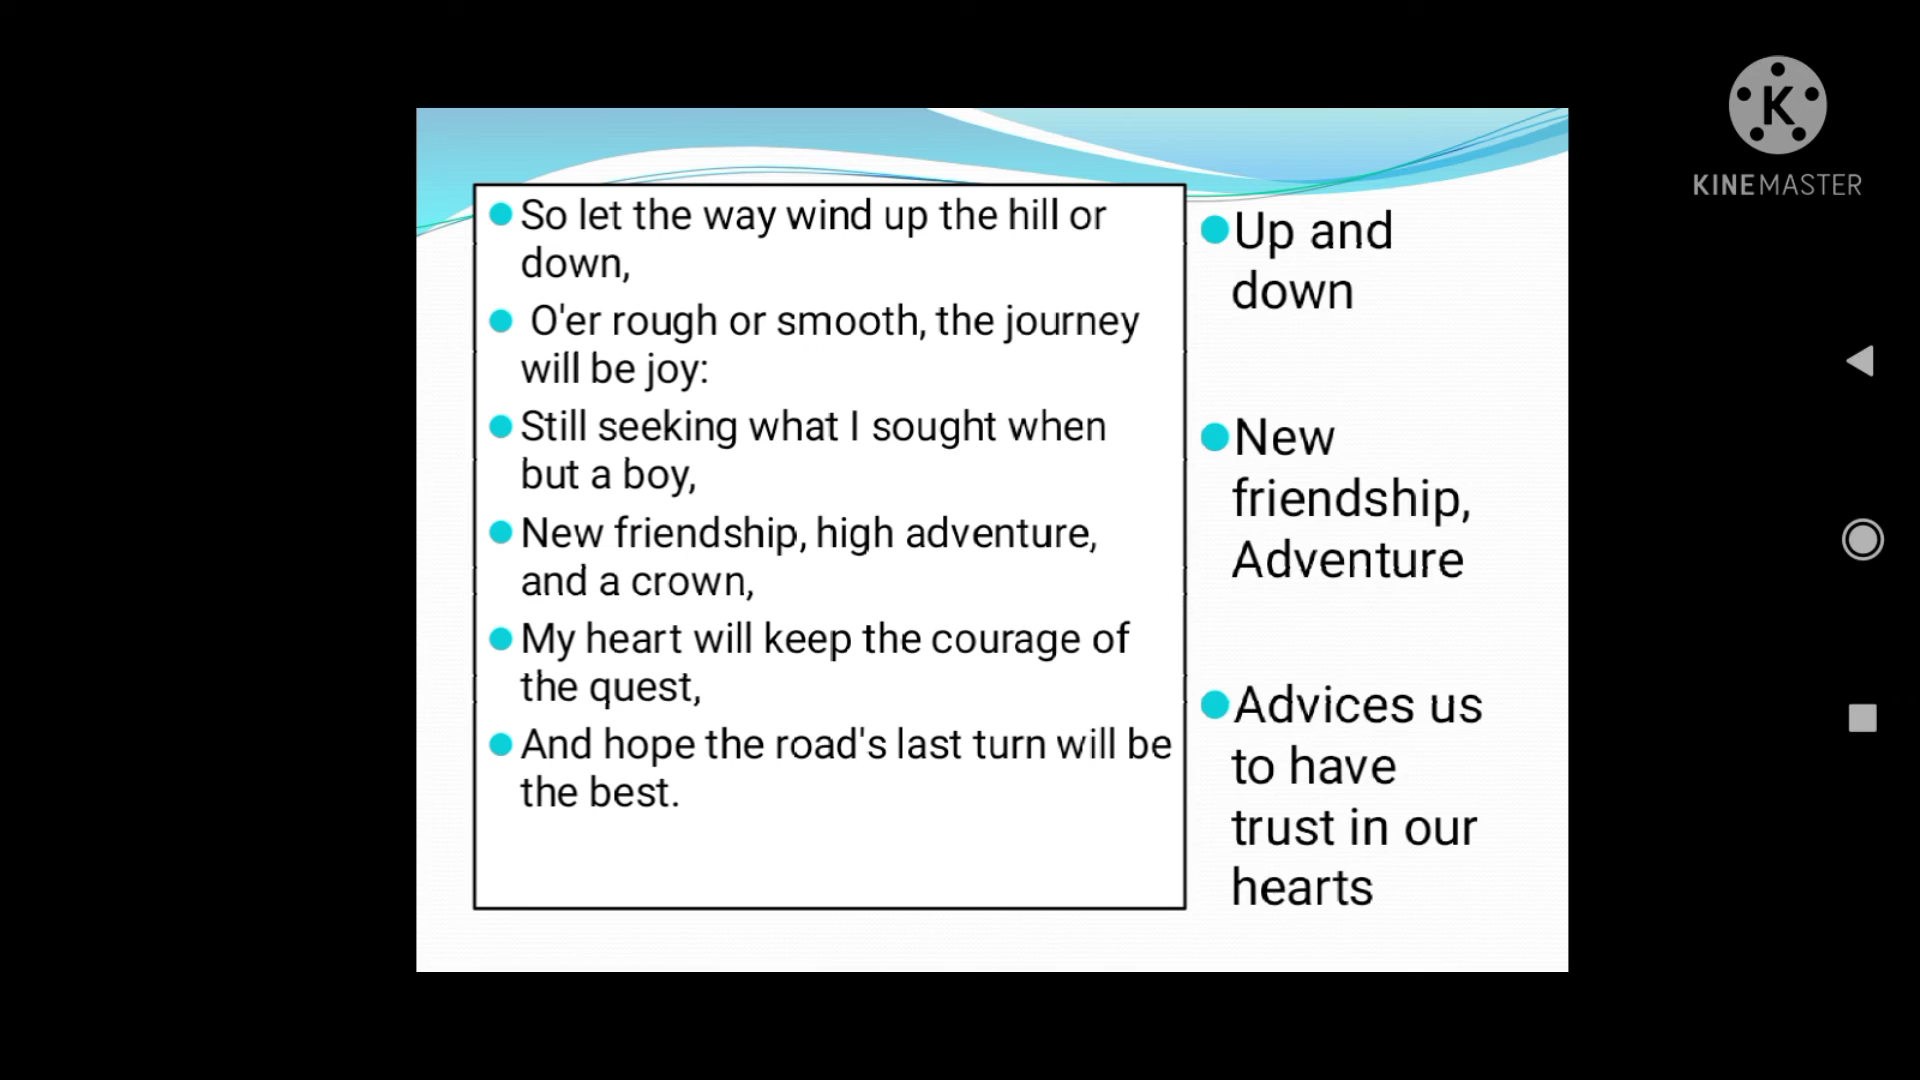 So let the way wind up the hill or
down,
O'er rough or smooth, the journey
will be joy:
Still seeking what I sought when
but a boy,
New friendship, high adventure,
and a crown,
My heart will keep the courage of
the quest,
And hope the road's last turn will be
the best.
Up and
down
New
friendship,
Adventure
Advices us
to have
trust in our
hearts
K
KINEMASTER